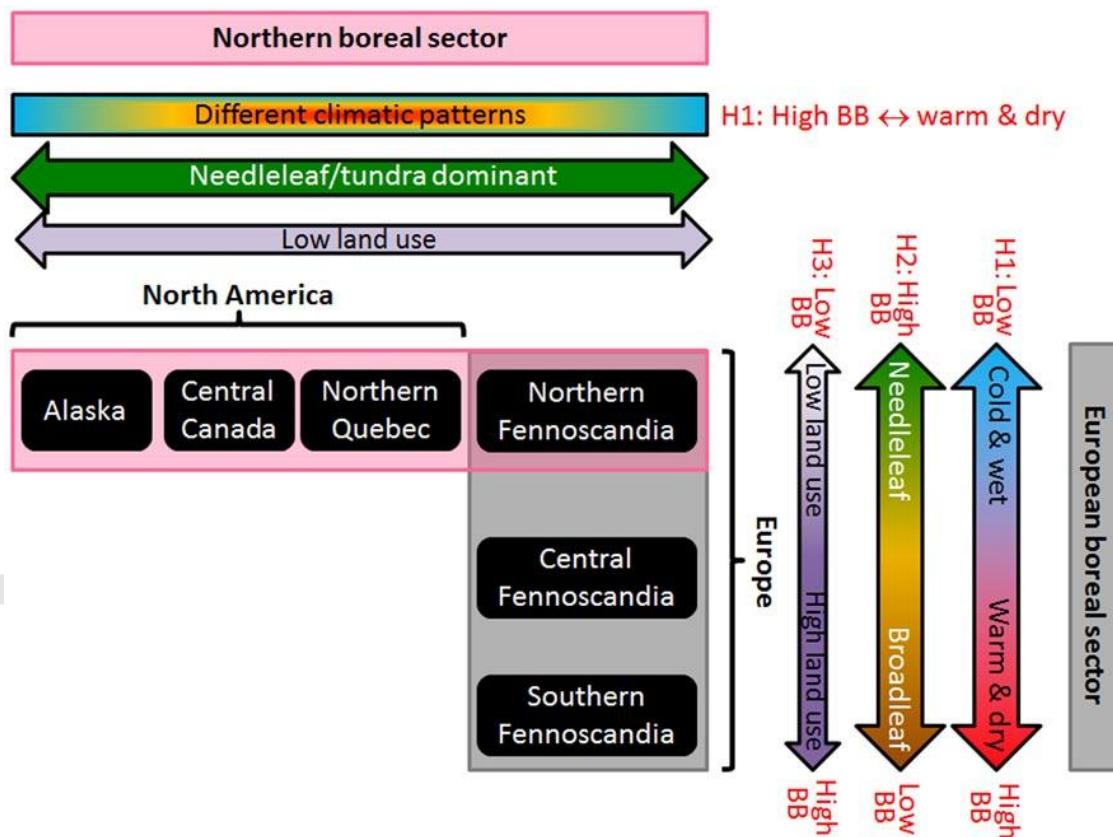 Northern boreal sector
Different climatic patterns
H1: High BB ↔ warm & dry
Needleleaf/tundra dominant
Low land use
North America
Alaska
Central
Canada
Northern
Quebec
Northern
Fennoscandia
Central
Fennoscandia
Southern
Fennoscandia
Europe
H3: Low
BB
Low land use
High land use
High
BB
H2: High
BB
Needleleaf
Broadleaf
Low
BB
H1: Low
BB
Cold & wet
Warm & dry
High
BB
European boreal sector